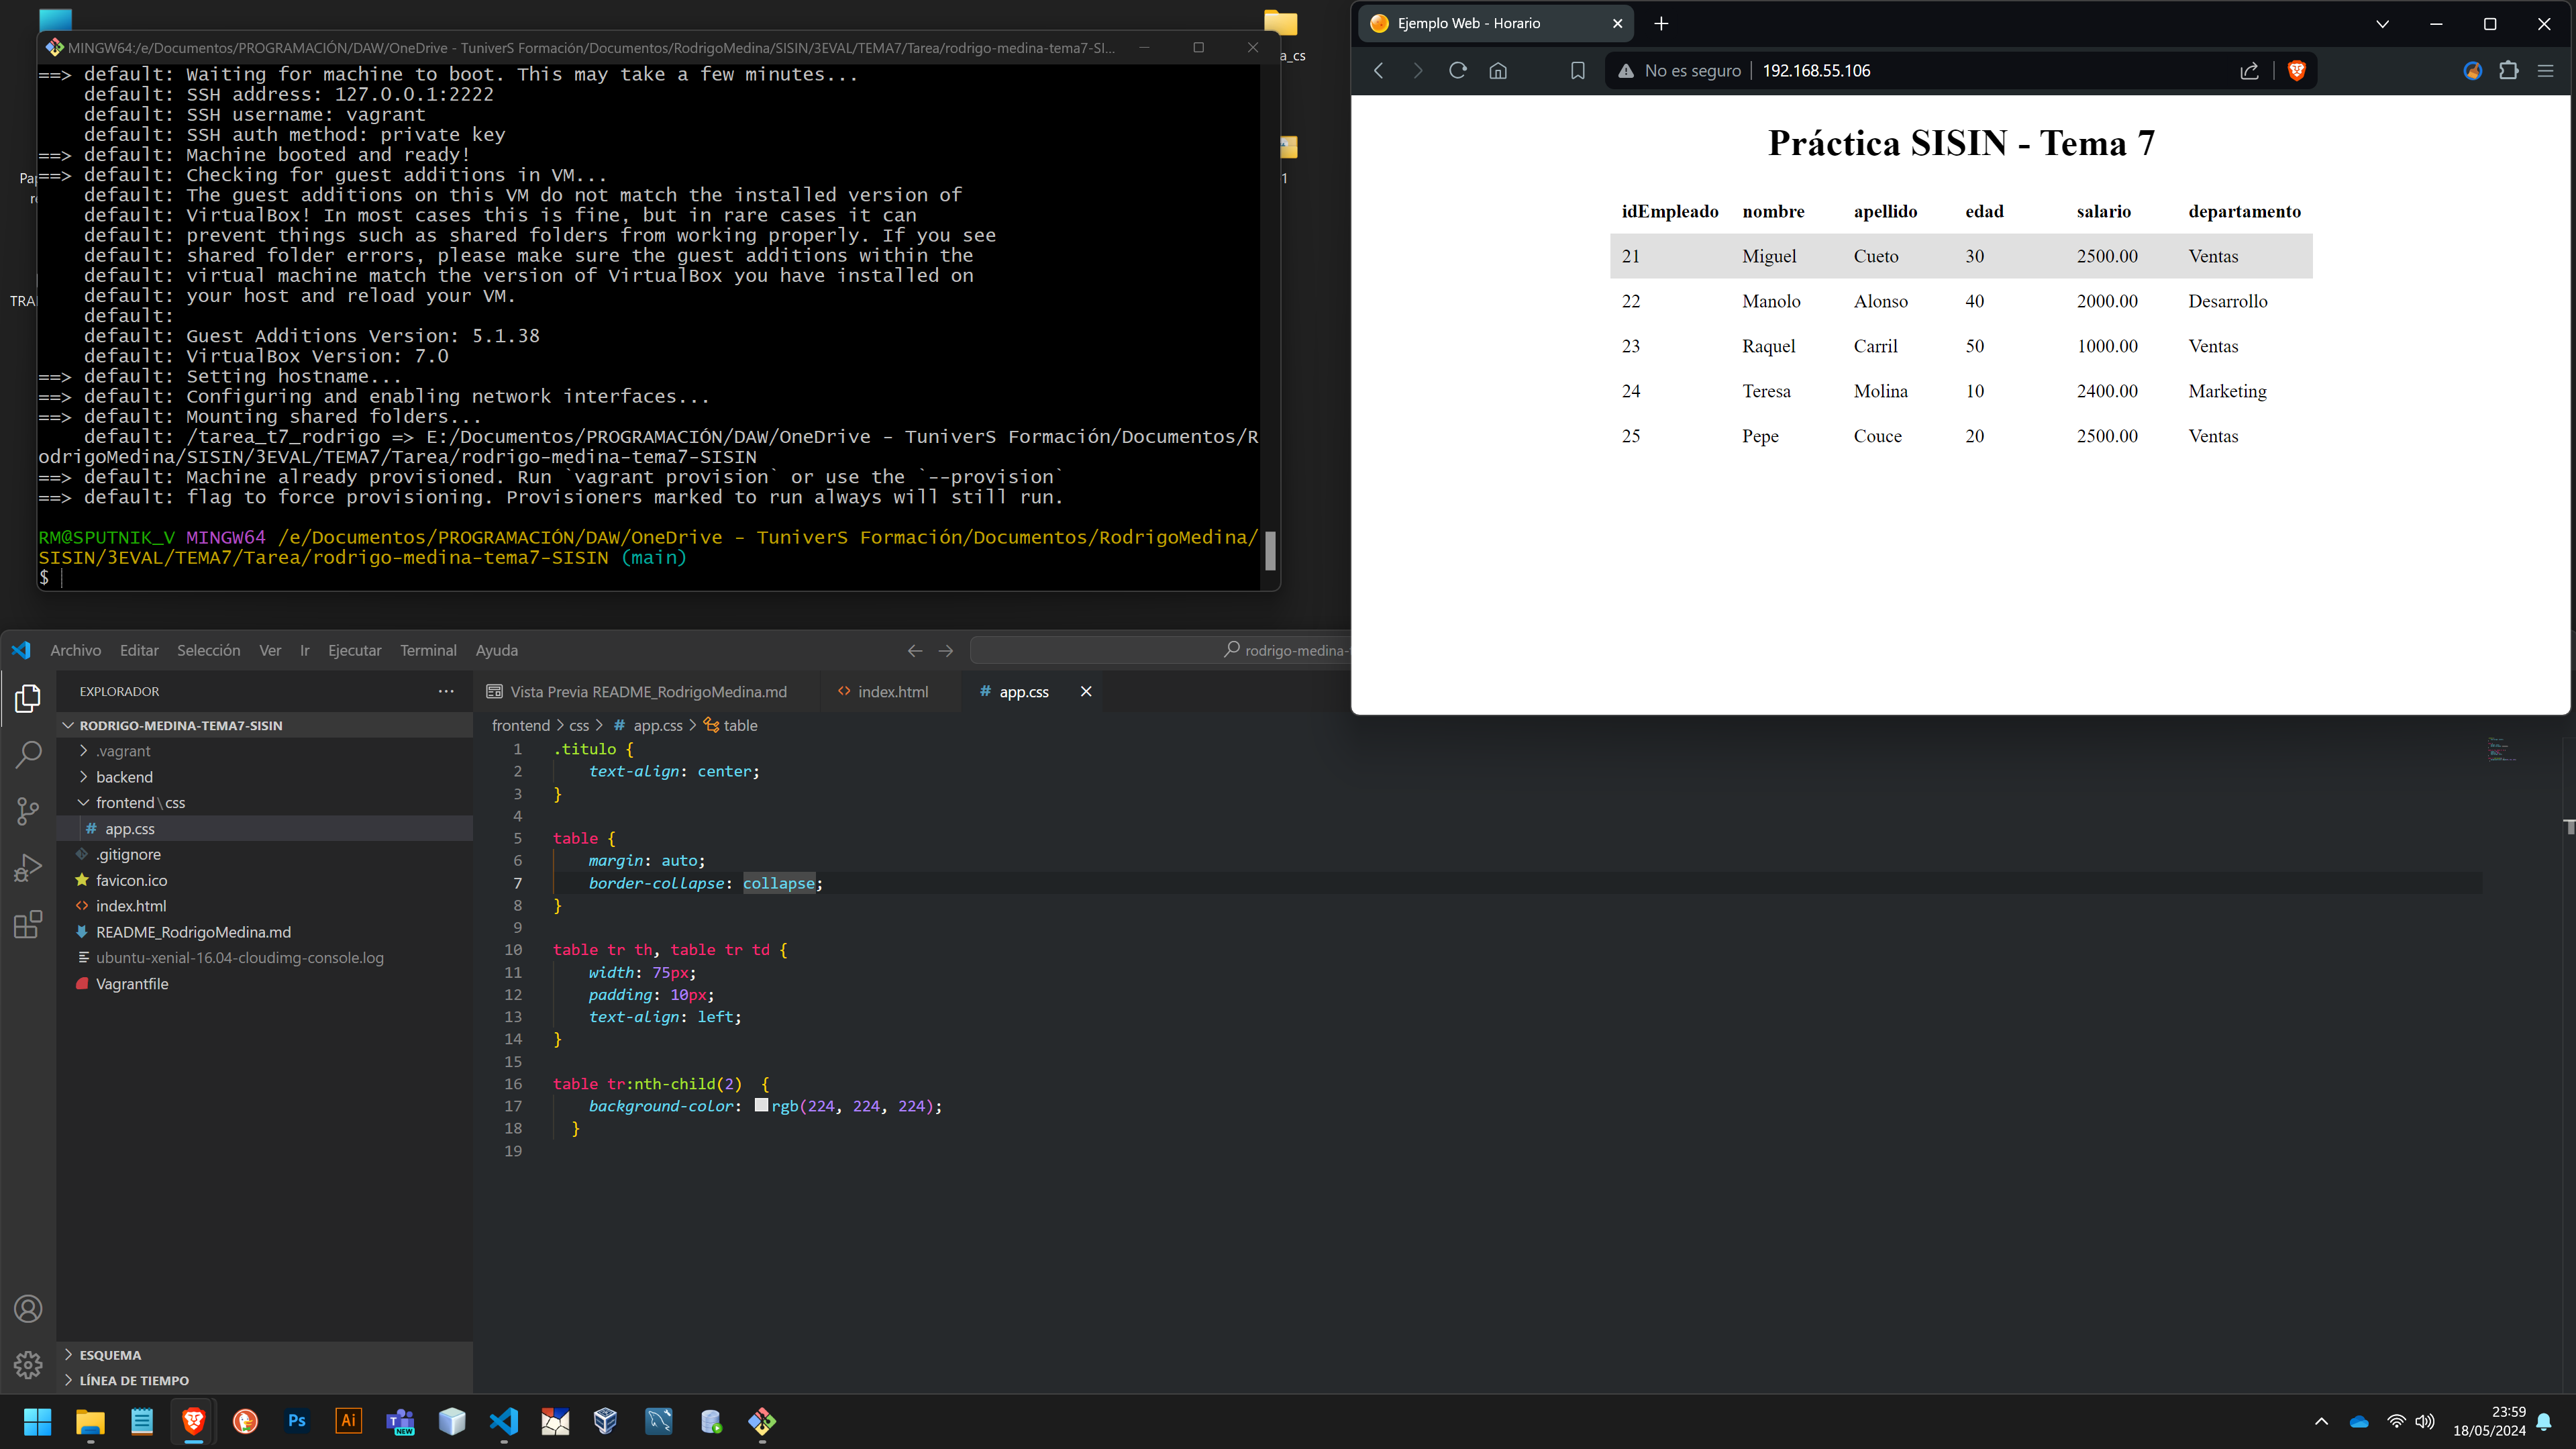 MINGW64:/e/Documentos/PROGRAMACIÓN/DAW/OneDrive - TuniverS Formación/Documentos/RodrigoMedina/SISIN/3EVAL/TEMA7/Tarea/rodrigo-medina-tema7-SI...
==> default: Waiting for machine to boot. This may take a few minutes...
default: SSH address: 127.0.0.1:2222
default: SSH username: vagrant
default: SSH auth method: private key
==> default: Machine booted and ready!
==> default: Checking for guest additions in VM...
default: The guest additions on this VM do not match the installed version of
default: VirtualBox! In most cases this is fine, but in rare cases it can
default: prevent things such as shared folders from working properly. If you see
default: shared folder errors, please make sure the guest additions within the
default: virtual machine match the version of VirtualBox you have installed on
default: your host and reload your VM.
default:
default: Guest Additions Version: 5.1.38
default: VirtualBox Version: 7.0
==> default: Setting hostname...
==> default: Configuring and enabling network interfaces...
==> default: Mounting shared folders...
default: /tarea_t7_rodrigo => E:/Documentos/PROGRAMACIÓN/DAW/OneDrive - TuniverS Formación/Documentos/R
odrigoMedina/SISIN/3EVAL/TEMA7/Tarea/rodrigo-medina-tema7-SISIN
==> default: Machine already provisioned. Run `vagrant provision` or use the `--provision`
==> default: flag to force provisioning. Provisioners marked to run always will still run.
RM@SPUTNIK_V MINGW64 /e/Documentos/PROGRAMACIÓN/DAW/OneDrive - TuniverS Formación/Documentos/RodrigoMedina/
SISIN/3EVAL/TEMA7/Tarea/rodrigo-medina-tema7-SISIN (main)
$
a_cs
1
Pap
TRA
Ejemplo Web - Horario
No es seguro 192.168.55.106
Práctica SISIN - Tema 7
idEmpleado nombre apellido edad salario departamento
21 Miguel Cueto 30 2500.00 Ventas
22 Manolo Alonso 40 2000.00 Desarrollo
23 Raquel Carril 50 1000.00 Ventas
24 Teresa Molina 10 2400.00 Marketing
25 Pepe Couce 20 2500.00 Ventas
Archivo Editar Selección Ver Ir Ejecutar Terminal Ayuda
rodrigo-medina-
EXPLORADOR
RODRIGO-MEDINA-TEMA7-SISIN
.vagrant
backend
frontend\css
# app.css
.gitignore
favicon.ico
<> index.html
README_RodrigoMedina.md
ubuntu-xenial-16.04-cloudimg-console.log
Vagrantfile
ESQUEMA
LÍNEA DE TIEMPO
Vista Previa README_RodrigoMedina.md <> index.html # app.css
frontend > css > # app.css > table
1 .titulo {
2 text-align: center;
3 }
4
5 table {
6 margin: auto;
7 border-collapse: collapse;
8 }
9
10 table tr th, table tr td {
11 width: 75px;
12 padding: 10px;
13 text-align: left;
14 }
15
16 table tr:nth-child(2) {
17 background-color: rgb(224, 224, 224);
18 }
19
Ps
Ai
T
NEW
23:59
18/05/2024